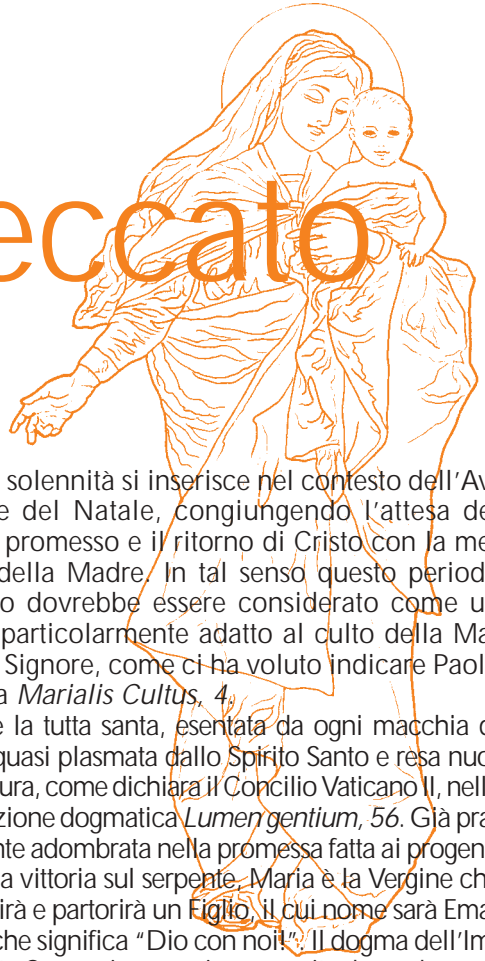 eccato
solennità si inserisce nel contesto dell'Av
e del Natale, congiungendo l'attesa de
promesso e il ritorno di Cristo con la me
della Madre. In tal senso questo period
o dovrebbe essere considerato come u
particolarmente adatto al culto della Ma
Signore, come ci ha voluto indicare Paol
a Marialis Cultus, 4.
e la tutta santa, esentata da ogni macchia d
quasi plasmata dallo Spirito Santo e resa nuo
ura, come dichiara il Concilio Vaticano II, nell
zione dogmatica Lumen gentium, 56. Già pra
nte adombrata nella promessa fatta ai progen
a vittoria sul serpente, Maria è la Vergine ch
irà e partorirà un Figlio, il cui nome sarà Ema
che significa "Dio con noi!". Il dogma dell'Im